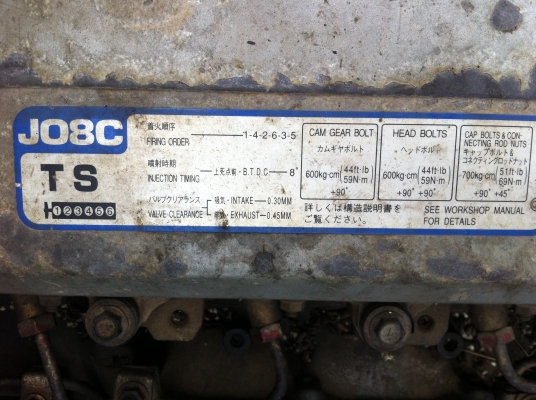 J08C
TS
123456
着火順序
FIRING ORDER 1-4-2-6-3-5
噴射時期
INJECTION TIMING 上死点前・B.T.D.C 8°
バルブクリアランス 吸気・INTAKE 0.30MM
VALVE CLEARANCE 排気・EXHAUST 0.45MM
CAM GEAR BOLT
カムギヤボルト
600kg·cm 44ft·lb
59N·m
+90°
HEAD BOLTS
ヘッドボルト
600kg·cm 44ft·lb
59N·m
+90° +90°
CAP BOLTS & CON-
NECTING ROD NUTS
キャップボルト&
コネクティングロッドナット
700kg·cm 51ft·lb
69N·m
+90° +45°
詳しくは構造説明書を
ご覧ください。
SEE WORKSHOP MANUAL
FOR DETAILS